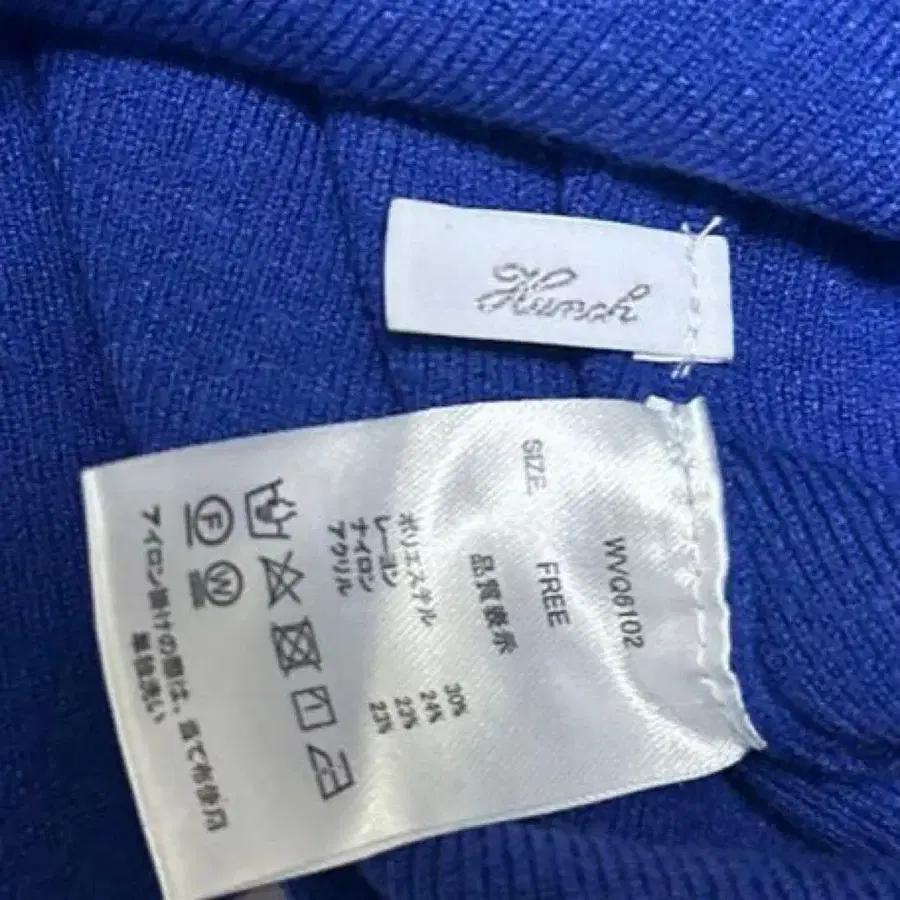 Hunch
WVQ6102
SIZE FREE
品質表示
ポリエステル 30%
レーヨン 24%
ナイロン 23%
アクリル 23%
F W
アイロン掛けの際は、当て布使用
単独洗い